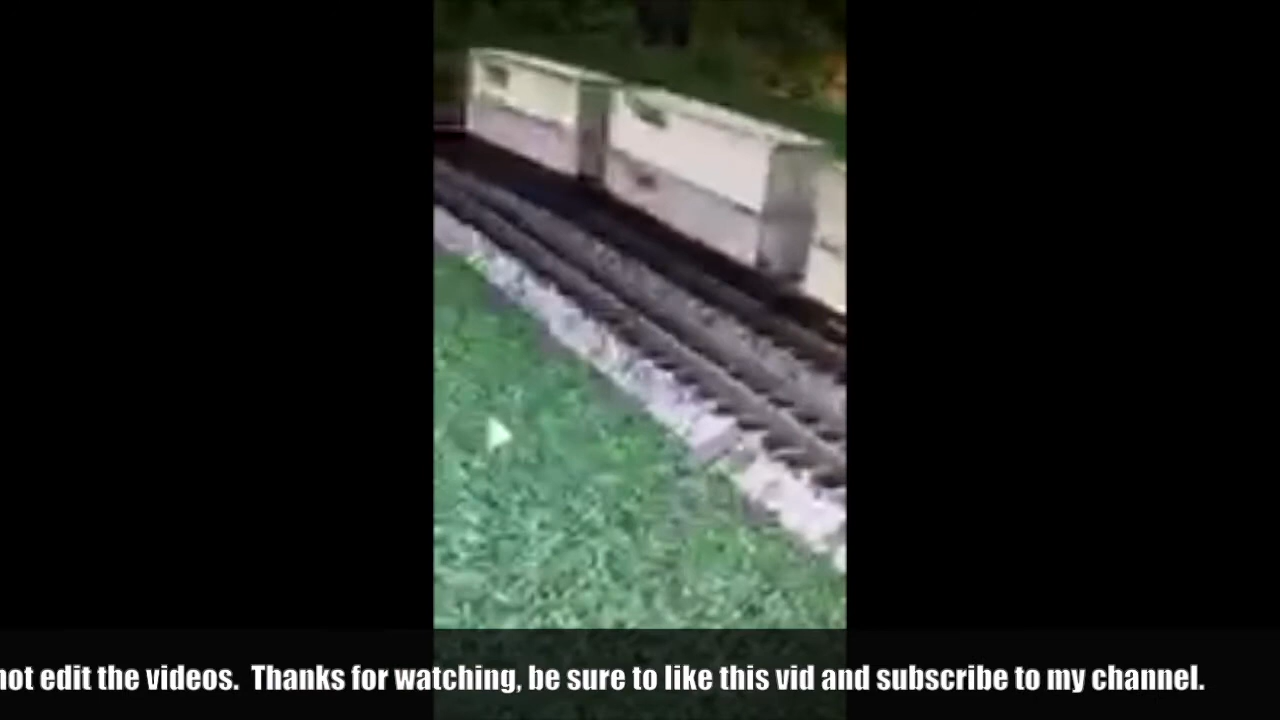 not edit the videos.  Thanks for watching, be sure to like this vid and subscribe to my channel.